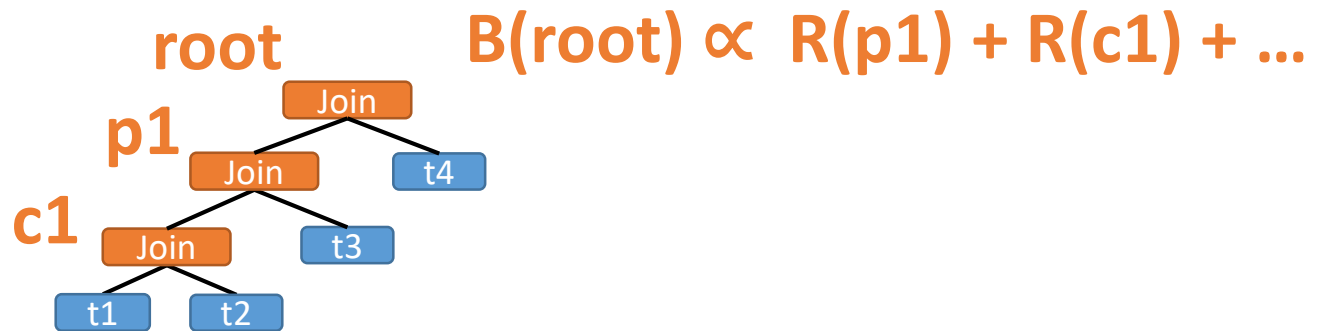 root
B(root) ∝ R(p1) + R(c1) + ...
Join
p1
Join
t4
c1
Join
t3
t1
t2